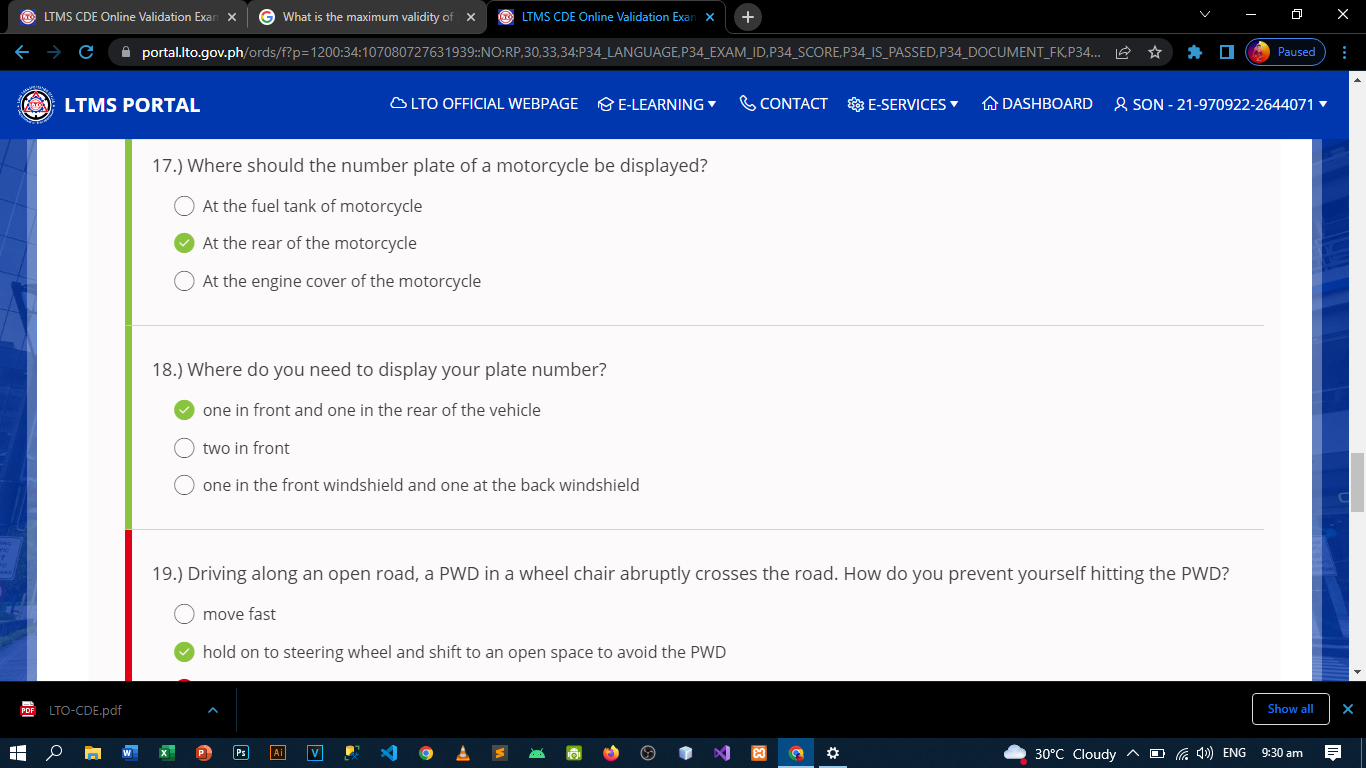 LTMS CDE Online Validation Exan
What is the maximum validity of
LTMS CDE Online Validation Exan
portal.lto.gov.ph/ords/f?p=1200:34:107080727631939::NO:RP,30,33,34:P34_LANGUAGE,P34_EXAM_ID,P34_SCORE,P34_IS_PASSED,P34_DOCUMENT_FK,P34...
Paused
LTMS PORTAL
LTO OFFICIAL WEBPAGE
E-LEARNING
CONTACT
E-SERVICES
DASHBOARD
SON - 21-970922-2644071
17.) Where should the number plate of a motorcycle be displayed?
At the fuel tank of motorcycle
At the rear of the motorcycle
At the engine cover of the motorcycle
18.) Where do you need to display your plate number?
one in front and one in the rear of the vehicle
two in front
one in the front windshield and one at the back windshield
19.) Driving along an open road, a PWD in a wheel chair abruptly crosses the road. How do you prevent yourself hitting the PWD?
move fast
hold on to steering wheel and shift to an open space to avoid the PWD
PDF
LTO-CDE.pdf
Show all
30°C Cloudy
ENG
9:30 am